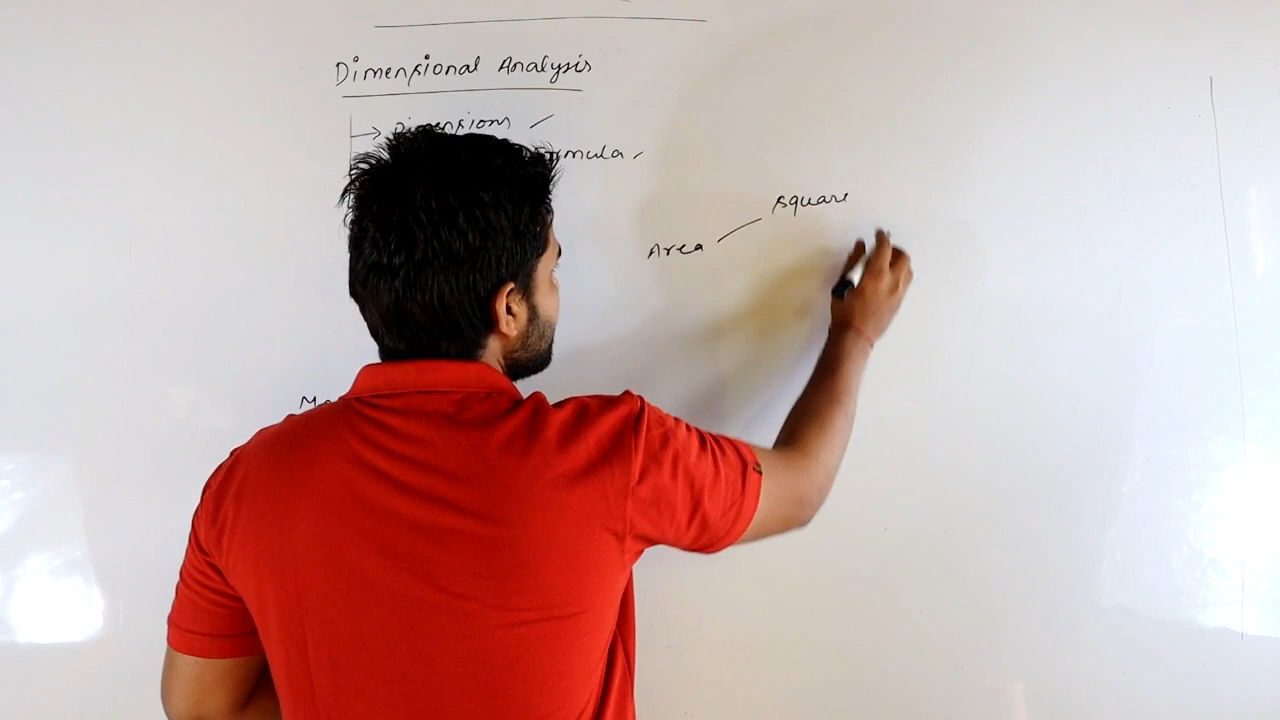 Dimensional Analysis
→ Dimensions ✓
Area
square